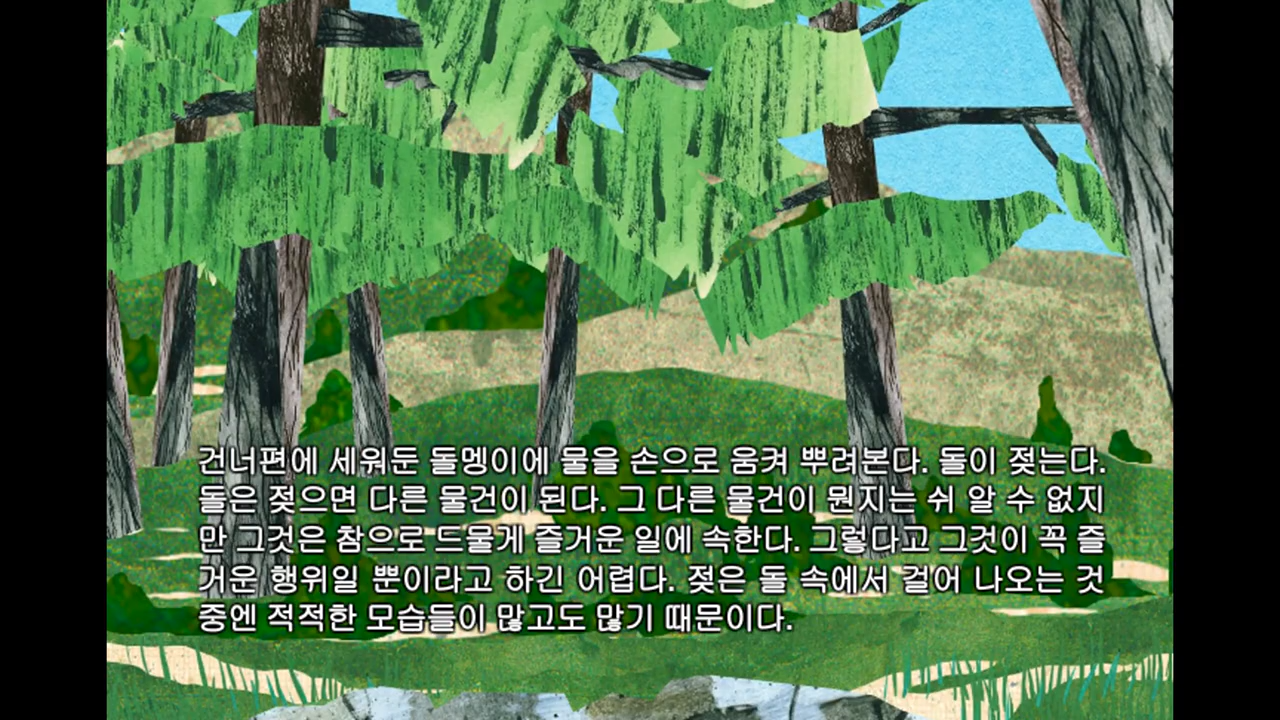 건너편에 세워둔 돌멩이에 물을 손으로 움켜 뿌려본다. 돌이 젖는다.
돌은 젖으면 다른 물건이 된다. 그 다른 물건이 뭔지는 쉬 알 수 없지
만 그것은 참으로 드물게 즐거운 일에 속한다. 그렇다고 그것이 꼭 즐
거운 행위일 뿐이라고 하긴 어렵다. 젖은 돌 속에서 걸어 나오는 것
중엔 적적한 모습들이 많고도 많기 때문이다.